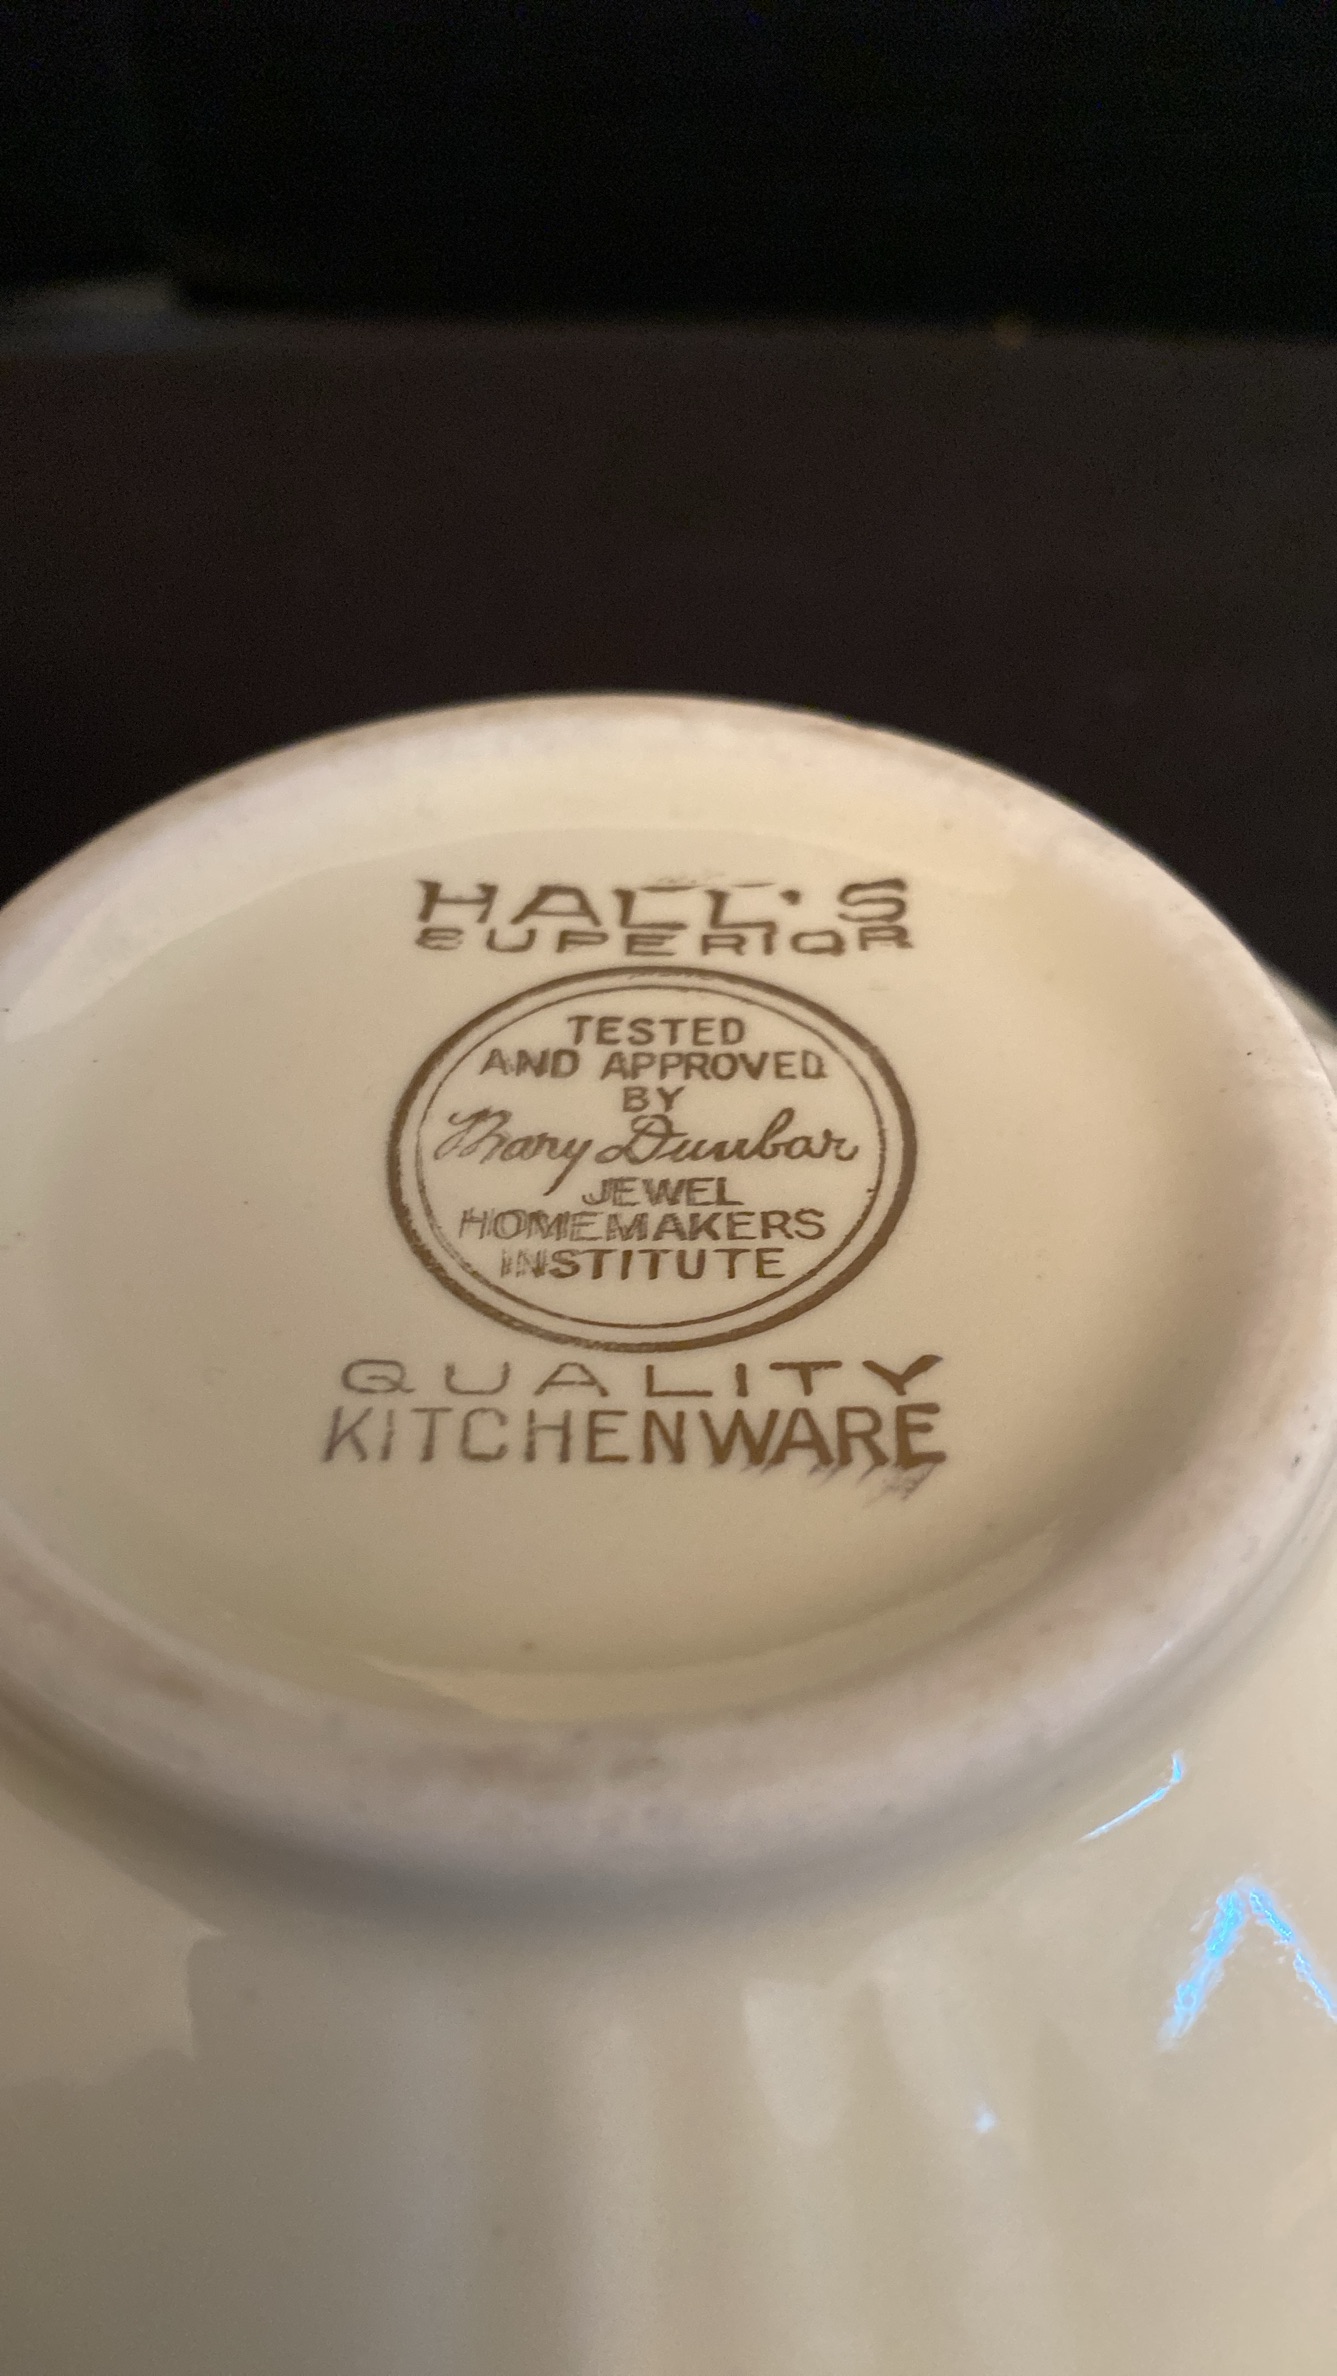 HALL'S
SUPERIOR
TESTED
AND APPROVED
BY
Mary Dunbar
JEWEL
HOMEMAKERS
INSTITUTE
QUALITY
KITCHENWARE